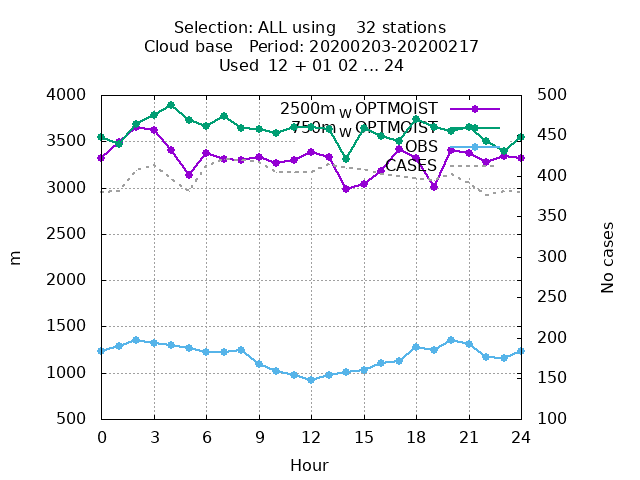 Selection: ALL using 32 stations
Cloud base Period: 20200203-20200217
Used 12 + 01 02 ... 24
4000
3500
3000
2500
2000
1500
1000
500
m
2500m W OPTMOIST
750m W OPTMOIST
OBS
CASES
500
450
400
350
300
250
200
150
100
No cases
0 3 6 9 12 15 18 21 24
Hour